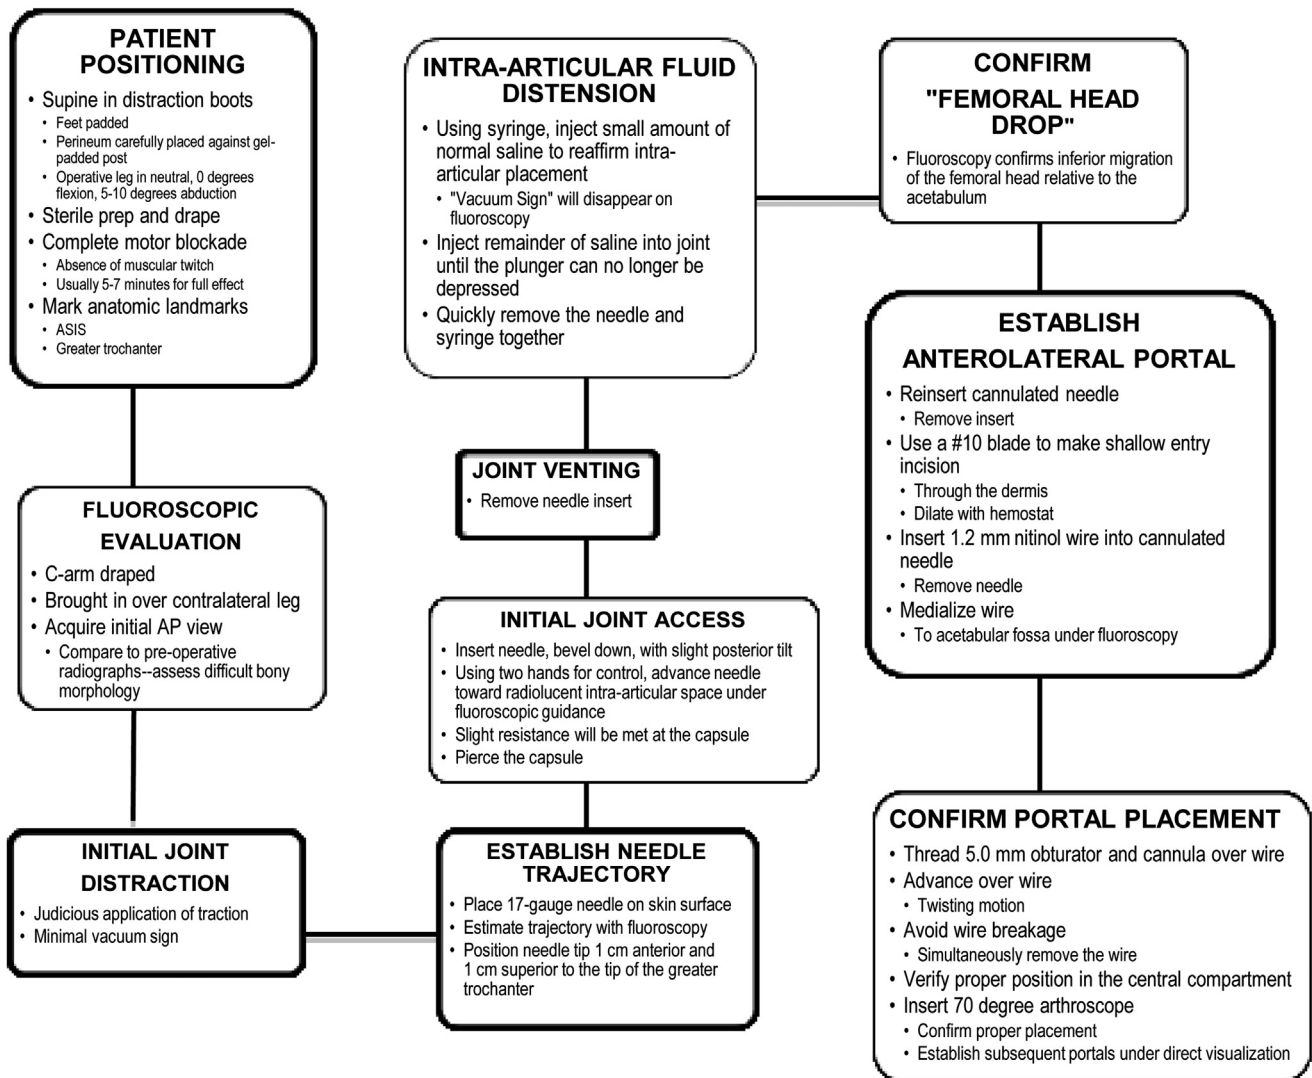 PATIENT
POSITIONING
• Supine in distraction boots
• Feet padded
• Perineum carefully placed against gel-
padded post
• Operative leg in neutral, 0 degrees
flexion, 5-10 degrees abduction
• Sterile prep and drape
• Complete motor blockade
• Absence of muscular twitch
• Usually 5-7 minutes for full effect
• Mark anatomic landmarks
• ASIS
• Greater trochanter
FLUOROSCOPIC
EVALUATION
• C-arm draped
• Brought in over contralateral leg
• Acquire initial AP view
• Compare to pre-operative
radiographs--assess difficult bony
morphology
INITIAL JOINT
DISTRACTION
• Judicious application of traction
• Minimal vacuum sign
ESTABLISH NEEDLE
TRAJECTORY
• Place 17-gauge needle on skin surface
• Estimate trajectory with fluoroscopy
• Position needle tip 1 cm anterior and
1 cm superior to the tip of the greater
trochanter
INITIAL JOINT ACCESS
• Insert needle, bevel down, with slight posterior tilt
• Using two hands for control, advance needle
toward radiolucent intra-articular space under
fluoroscopic guidance
• Slight resistance will be met at the capsule
• Pierce the capsule
JOINT VENTING
• Remove needle insert
INTRA-ARTICULAR FLUID
DISTENSION
• Using syringe, inject small amount of
normal saline to reaffirm intra-
articular placement
• "Vacuum Sign" will disappear on
fluoroscopy
• Inject remainder of saline into joint
until the plunger can no longer be
depressed
• Quickly remove the needle and
syringe together
CONFIRM
"FEMORAL HEAD
DROP"
• Fluoroscopy confirms inferior migration
of the femoral head relative to the
acetabulum
ESTABLISH
ANTEROLATERAL PORTAL
• Reinsert cannulated needle
• Remove insert
• Use a #10 blade to make shallow entry
incision
• Through the dermis
• Dilate with hemostat
• Insert 1.2 mm nitinol wire into cannulated
needle
• Remove needle
• Medialize wire
• To acetabular fossa under fluoroscopy
CONFIRM PORTAL PLACEMENT
• Thread 5.0 mm obturator and cannula over wire
• Advance over wire
• Twisting motion
• Avoid wire breakage
• Simultaneously remove the wire
• Verify proper position in the central compartment
• Insert 70 degree arthroscope
• Confirm proper placement
• Establish subsequent portals under direct visualization